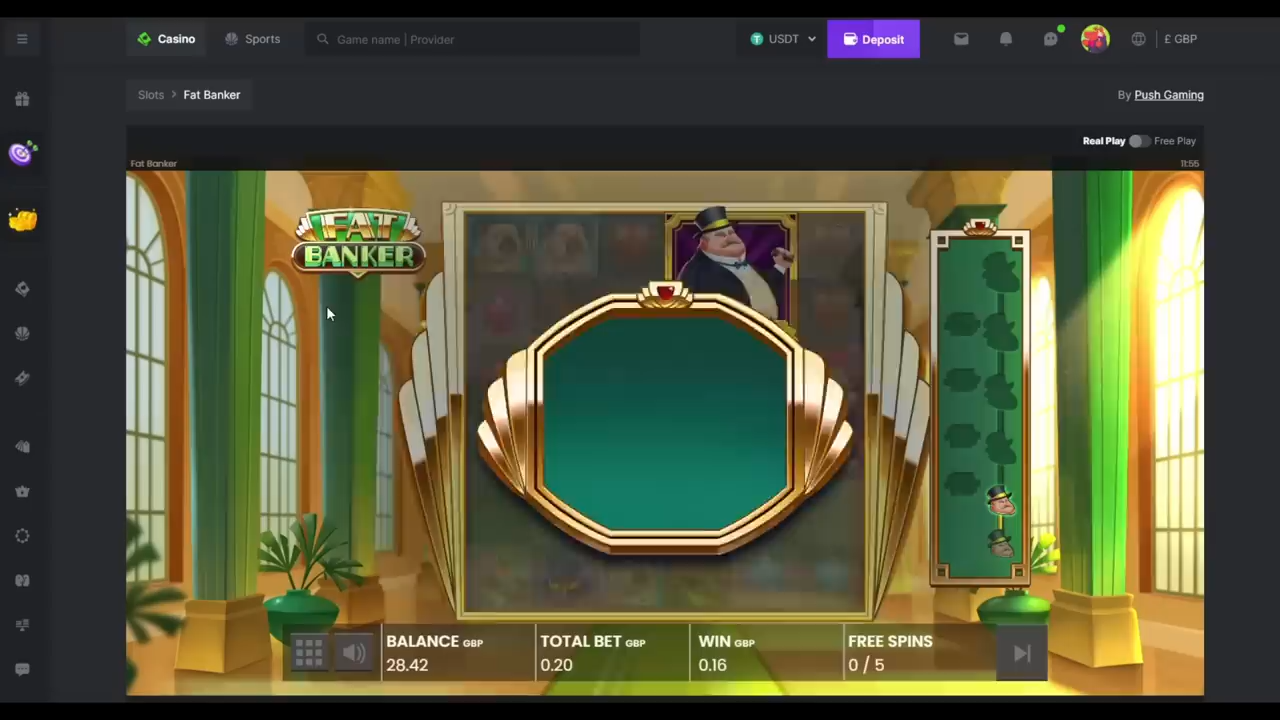 Casino
Sports
Game name | Provider
USDT
Deposit
£ GBP
Slots > Fat Banker
By Push Gaming
Real Play
Free Play
Fat Banker
11:55
FAT
BANKER
BALANCE GBP
TOTAL BET GBP
WIN GBP
FREE SPINS
28.42
0.20
0.16
0 / 5